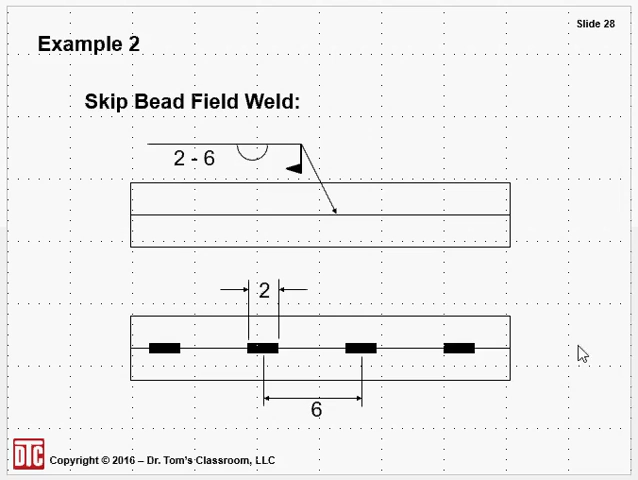 Slide 28
Example 2
Skip Bead Field Weld:
2 - 6
2
6
DTC Copyright © 2016 – Dr. Tom's Classroom, LLC